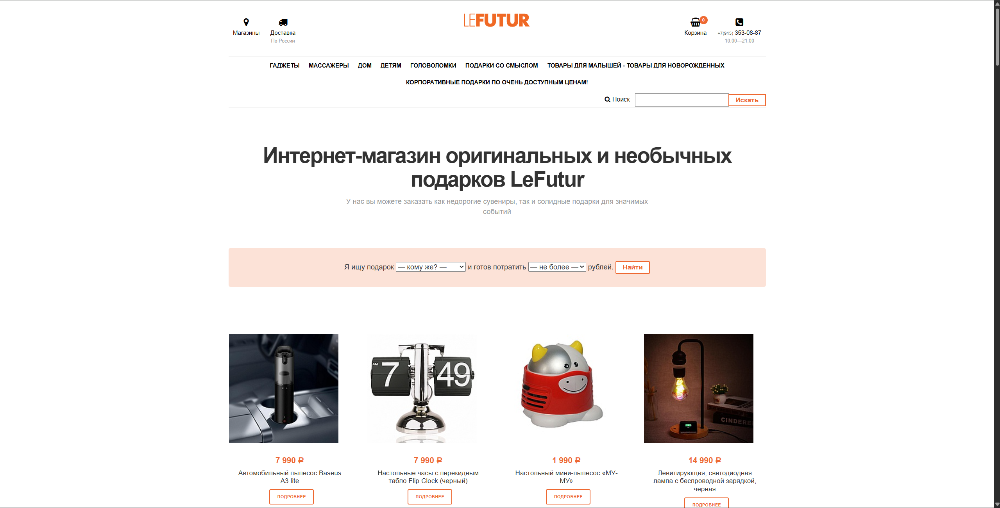 LEFUTUR
Магазины
Доставка
По России
0
Корзина
+7(915) 353-08-87
10:00—21:00
ГАДЖЕТЫ МАССАЖЕРЫ ДОМ ДЕТЯМ ГОЛОВОЛОМКИ ПОДАРКИ СО СМЫСЛОМ ТОВАРЫ ДЛЯ МАЛЫШЕЙ - ТОВАРЫ ДЛЯ НОВОРОЖДЕННЫХ
КОРПОРАТИВНЫЕ ПОДАРКИ ПО ОЧЕНЬ ДОСТУПНЫМ ЦЕНАМ!
Поиск Искать
Интернет-магазин оригинальных и необычных
подарков LeFutur
У нас вы можете заказать как недорогие сувениры, так и солидные подарки для значимых
событий
Я ищу подарок — кому же? — и готов потратить — не более — рублей. Найти
AM 7 49
7 990 ₽
Автомобильный пылесос Baseus
A3 lite
ПОДРОБНЕЕ
7 990 ₽
Настольные часы с перекидным
табло Flip Clock (черный)
ПОДРОБНЕЕ
1 990 ₽
Настольный мини-пылесос «МУ-
МУ»
ПОДРОБНЕЕ
14 990 ₽
Левитирующая, светодиодная
лампа с беспроводной зарядкой,
черная
ПОДРОБНЕЕ